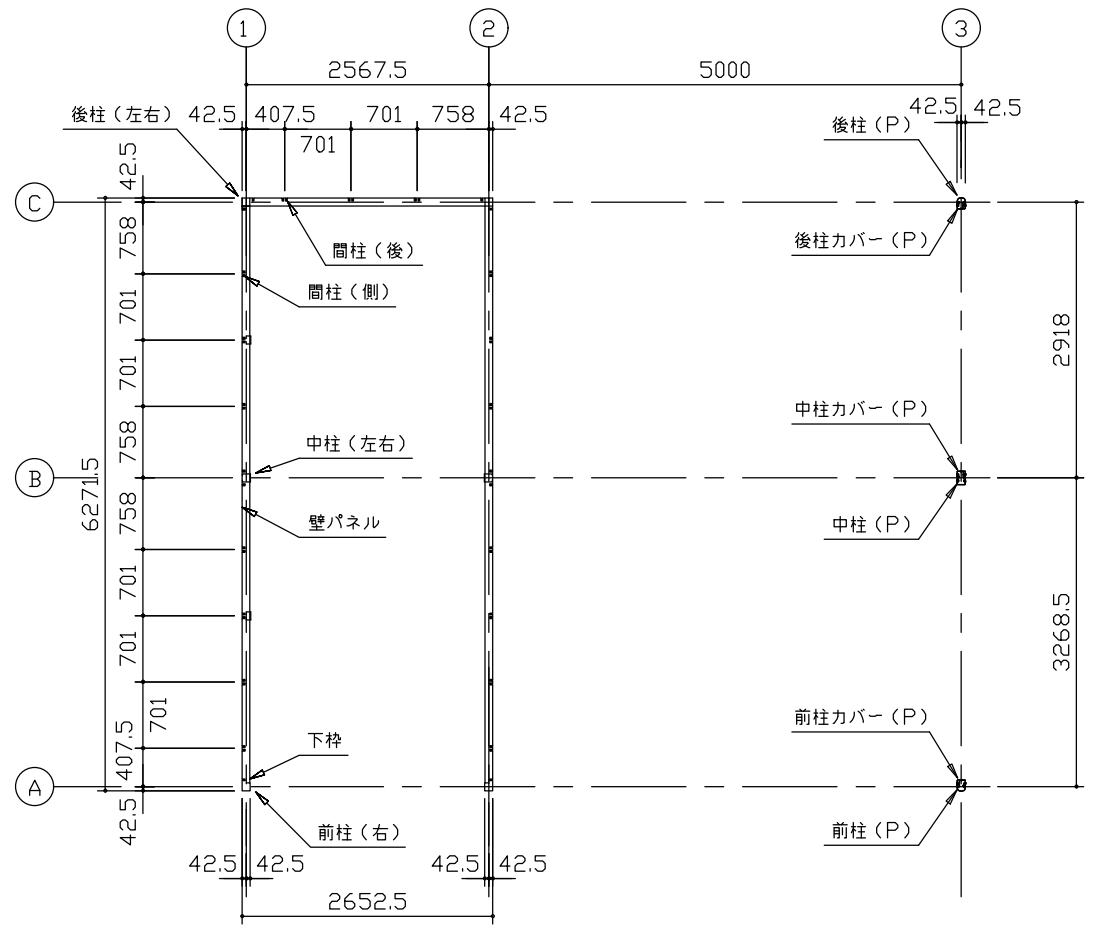 1
2
3
2567.5
5000
後柱（左右）
42.5
407.5
701
701
758
42.5
42.5
42.5
後柱（P）
42.5
C
758
間柱（後）
後柱カバー（P）
間柱（側）
701
2918
701
758
中柱（左右）
中柱カバー（P）
B
6271.5
758
壁パネル
中柱（P）
701
701
3268.5
701
407.5
下枠
前柱カバー（P）
A
42.5
前柱（右）
前柱（P）
42.5
42.5
42.5
42.5
2652.5